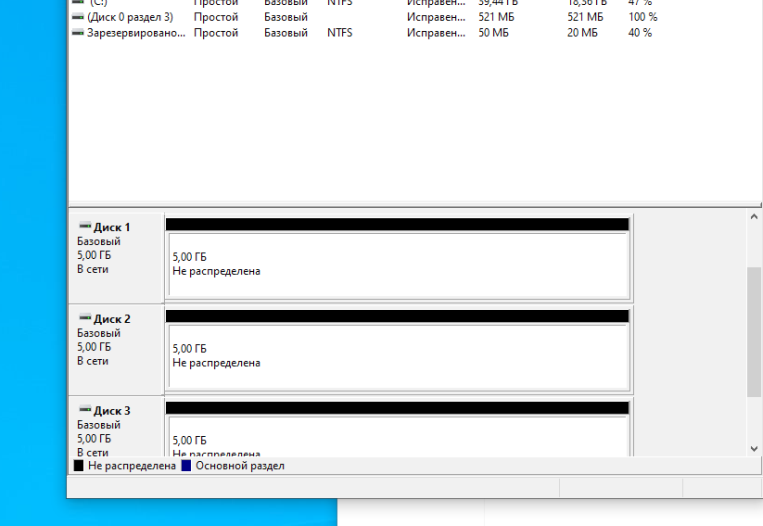 (C:) Простой Базовый NTFS Исправен... 39,44 ГБ 18,56 ГБ 47 %
(Диск 0 раздел 3) Простой Базовый Исправен... 521 МБ 521 МБ 100 %
Зарезервировано... Простой Базовый NTFS Исправен... 50 МБ 20 МБ 40 %
Диск 1
Базовый
5,00 ГБ
В сети
5,00 ГБ
Не распределена
Диск 2
Базовый
5,00 ГБ
В сети
5,00 ГБ
Не распределена
Диск 3
Базовый
5,00 ГБ
В сети
5,00 ГБ
Не распределена
Не распределена Основной раздел